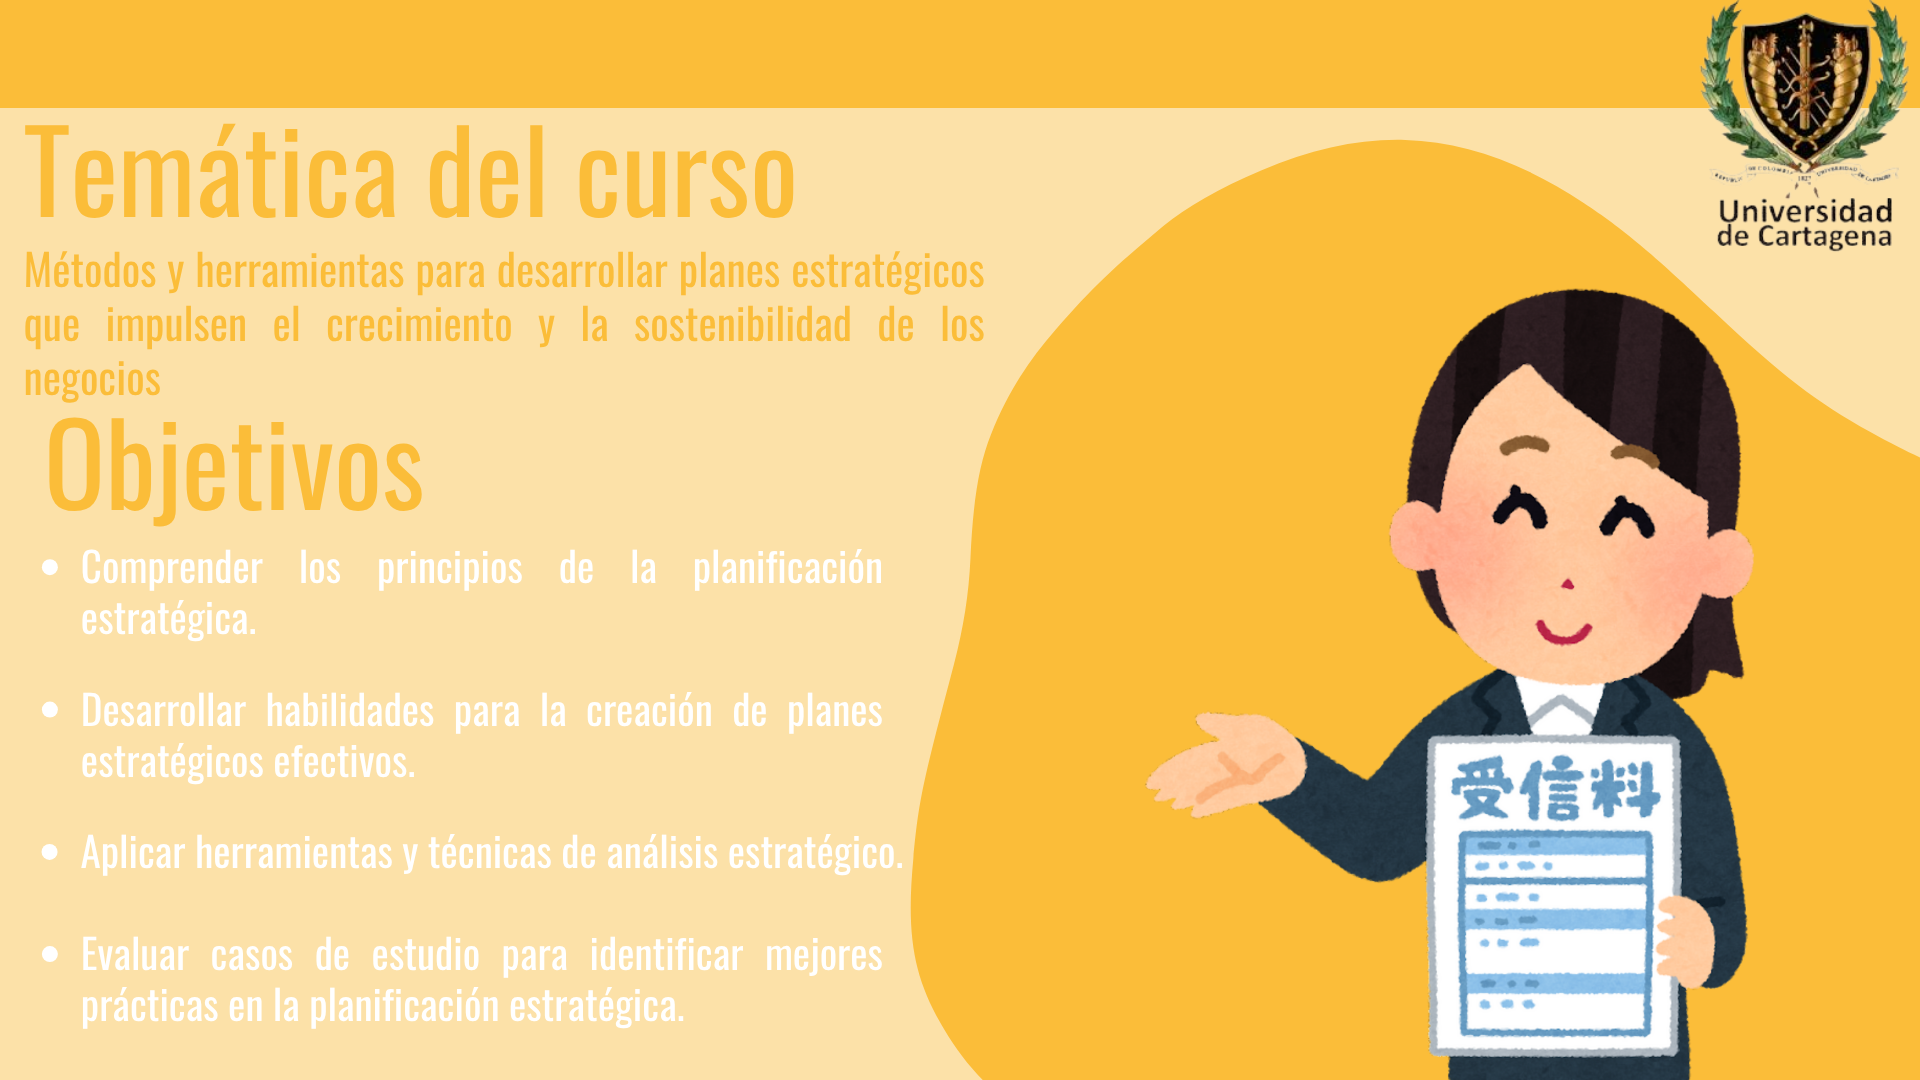 Temática del curso
Métodos y herramientas para desarrollar planes estratégicos
que impulsen el crecimiento y la sostenibilidad de los
negocios
Objetivos
Comprender los principios de la planificación
estratégica.
Desarrollar habilidades para la creación de planes
estratégicos efectivos.
Aplicar herramientas y técnicas de análisis estratégico.
Evaluar casos de estudio para identificar mejores
prácticas en la planificación estratégica.
Universidad
de Cartagena
受信料